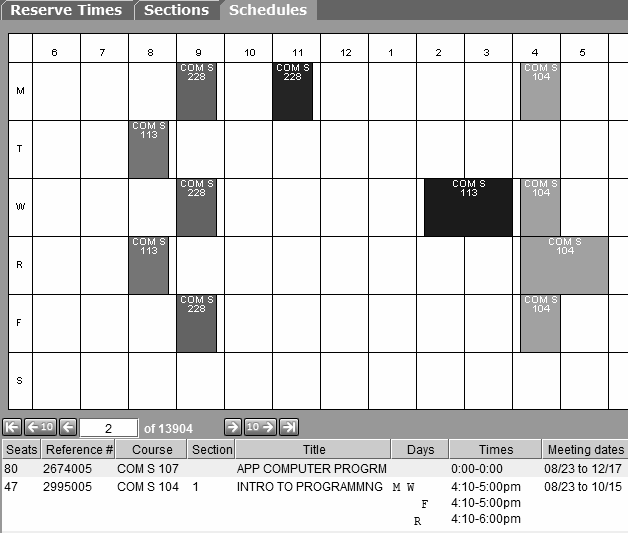 Reserve Times Sections Schedules
6 7 8 9 10 11 12 1 2 3 4 5
M COM S 228 COM S 228 COM S 104
T COM S 113
W COM S 228 COM S 113 COM S 104
R COM S 113 COM S 104
F COM S 228 COM S 104
S
10 2 of 13904 10
Seats Reference # Course Section Title Days Times Meeting dates
80 2674005 COM S 107 APP COMPUTER PROGRM 0:00-0:00 08/23 to 12/17
47 2995005 COM S 104 1 INTRO TO PROGRAMMNG M W 4:10-5:00pm 08/23 to 10/15
F 4:10-5:00pm
R 4:10-6:00pm